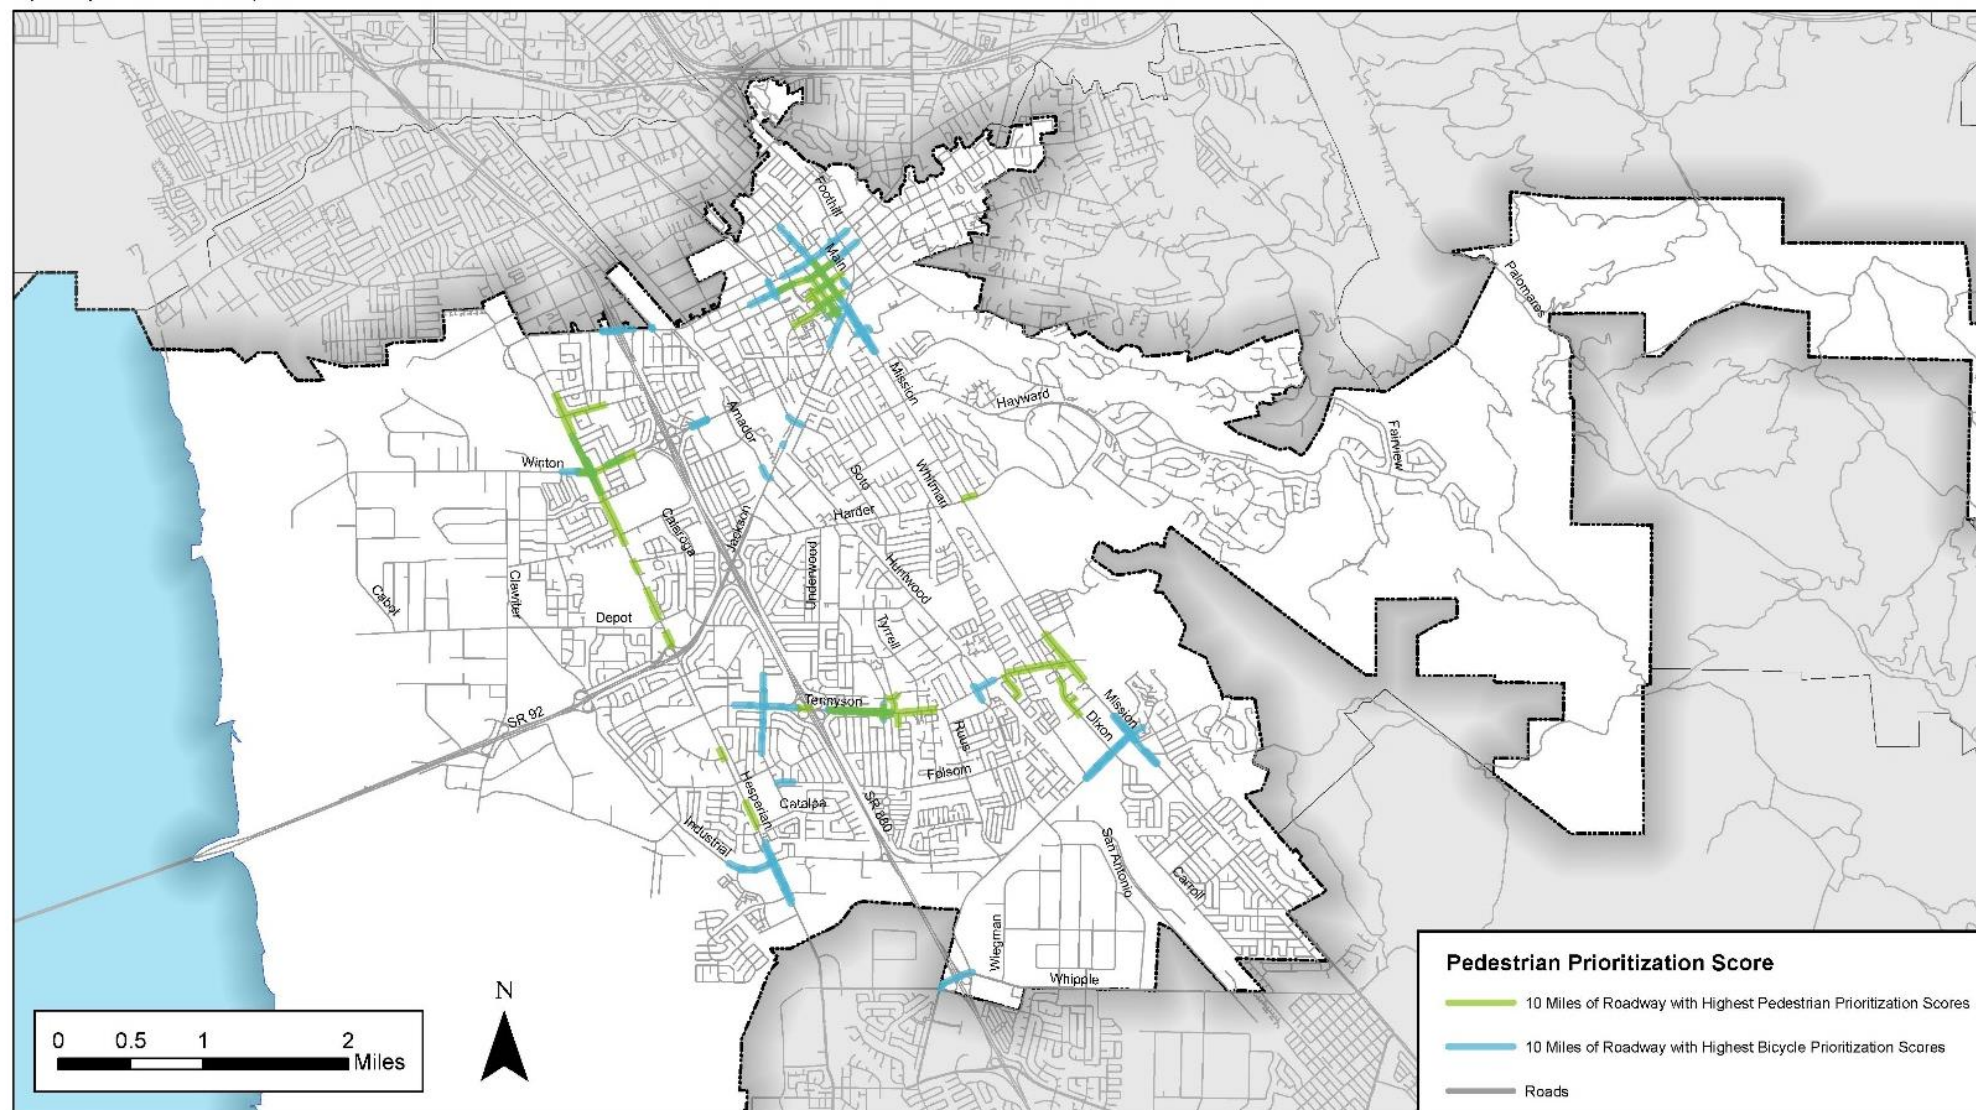 Foothill
Main
Mission
Hayward
Palomares
Fairview
Amador
Winton
Soto
Whitman
Harder
Jackson
Calaroga
Underwood
Huntwood
Cabot
Clawiter
Depot
Tyrrell
SR 92
Tennyson
Mission
Dixon
Ruus
Folsom
Hesperian
Catalpa
SR 880
Industrial
San Antonio
Carroll
Wiegman
Whipple
N
0 0.5 1 2
Miles
Pedestrian Prioritization Score
10 Miles of Roadway with Highest Pedestrian Prioritization Scores
10 Miles of Roadway with Highest Bicycle Prioritization Scores
Roads